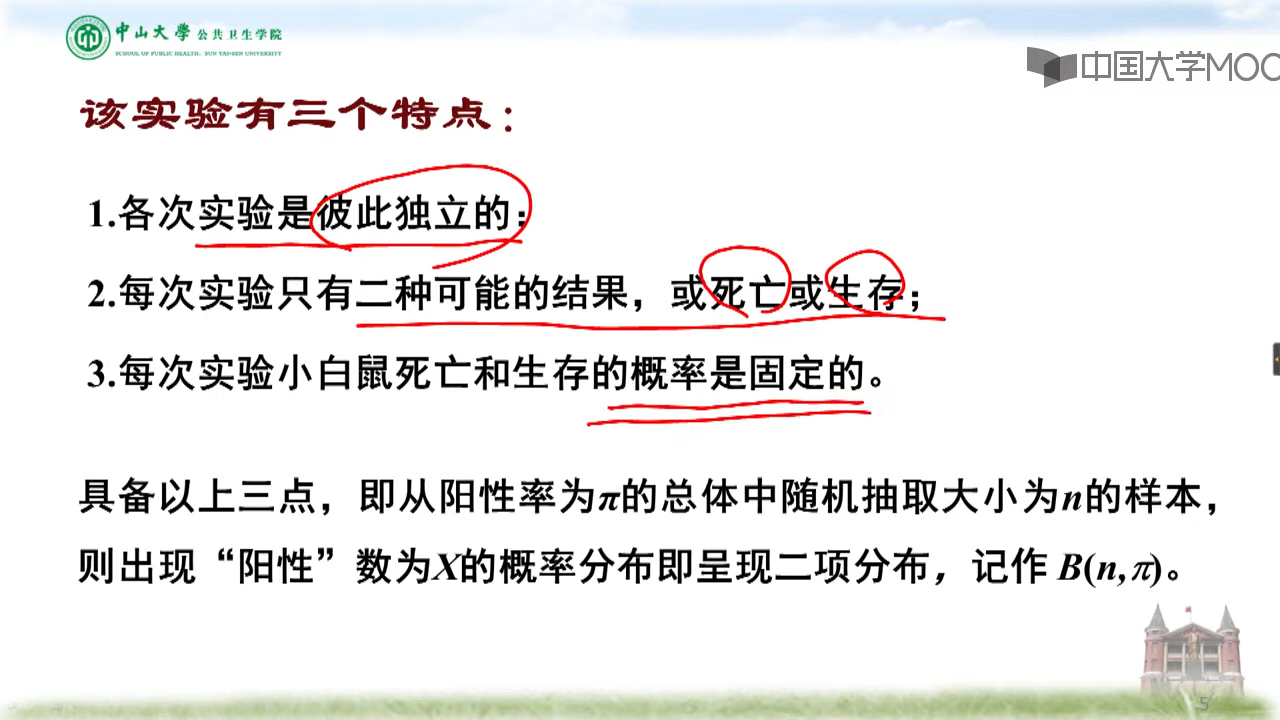 中山大学 公共卫生学院
SCHOOL OF PUBLIC HEALTH, SUN YAT-SEN UNIVERSITY
中国大学MOO
该实验有三个特点：
1.各次实验是彼此独立的；
2.每次实验只有二种可能的结果，或死亡或生存；
3.每次实验小白鼠死亡和生存的概率是固定的。
具备以上三点，即从阳性率为π的总体中随机抽取大小为n的样本，
则出现“阳性”数为X的概率分布即呈现二项分布，记作 B(n,π)。
5